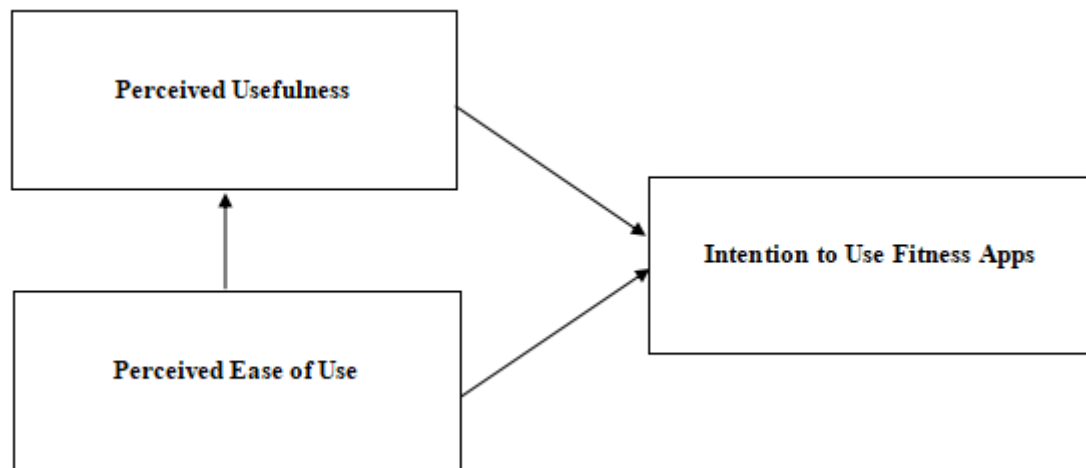 Perceived Usefulness
Intention to Use Fitness Apps
Perceived Ease of Use